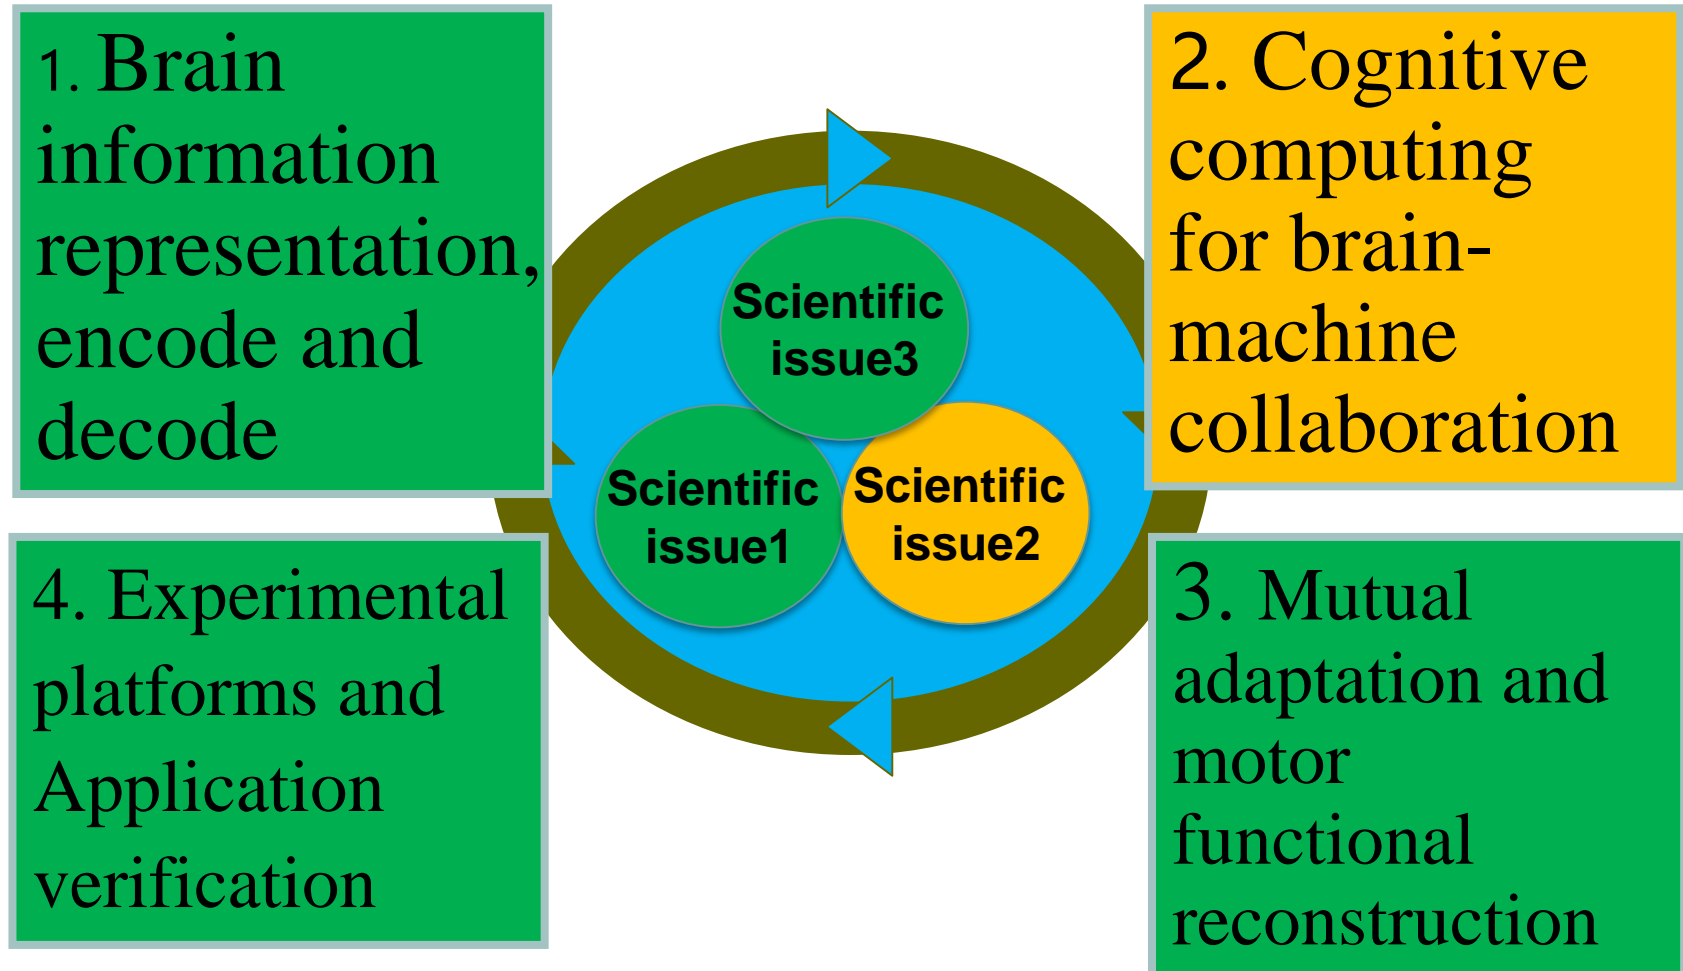 1. Brain
information
representation,
encode and
decode
2. Cognitive
computing
for brain-
machine
collaboration
Scientific
issue3
Scientific
issue1
Scientific
issue2
4. Experimental
platforms and
Application
verification
3. Mutual
adaptation and
motor
functional
reconstruction